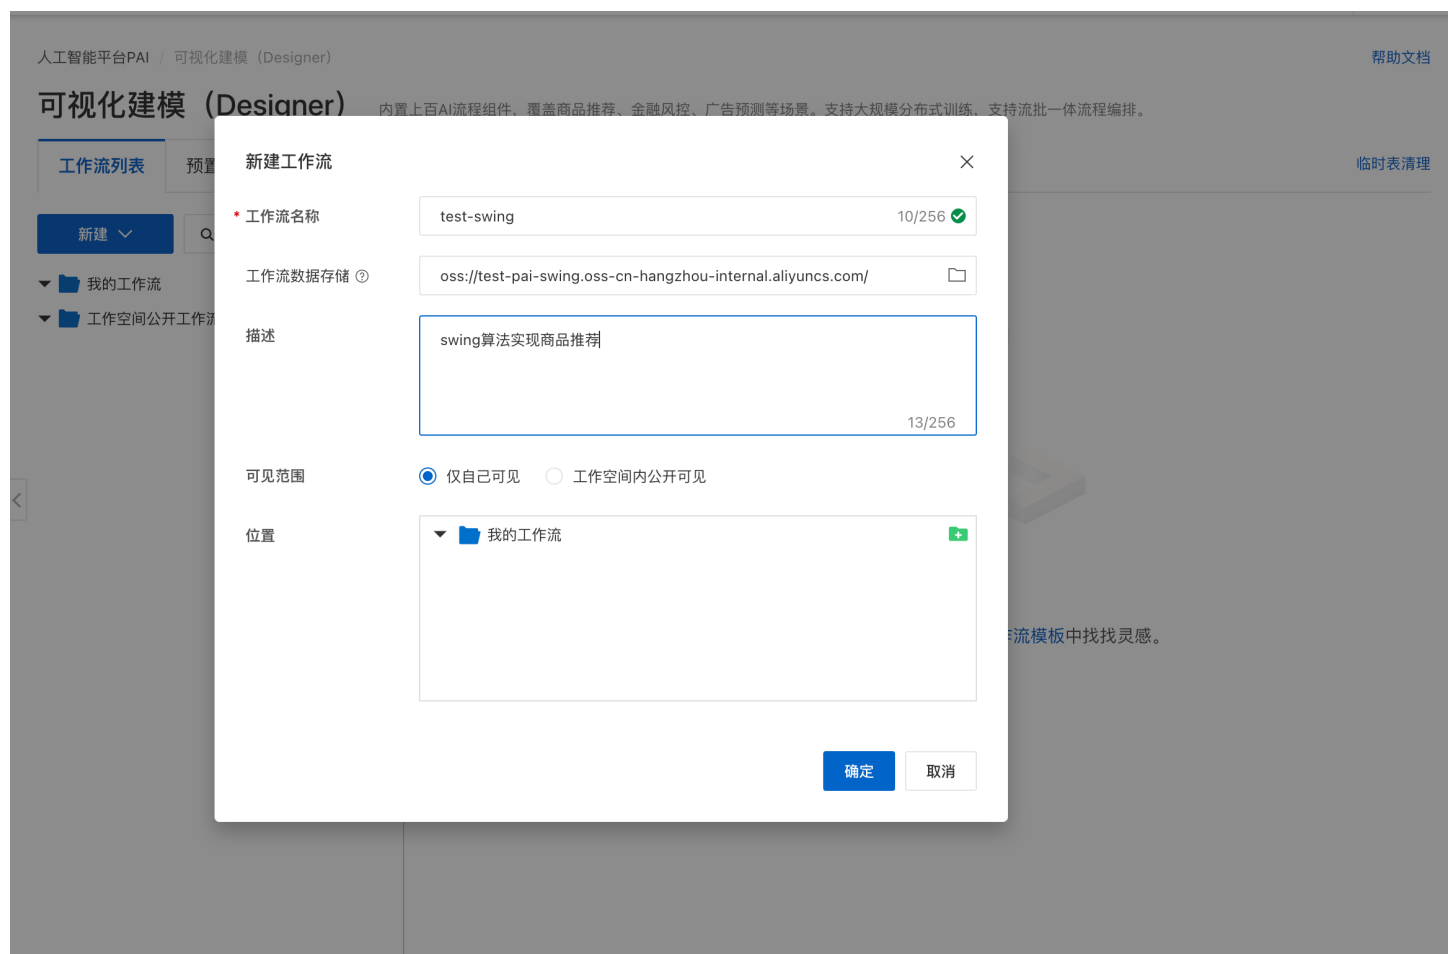 人工智能平台PAI / 可视化建模（Designer）
帮助文档
可视化建模（Designer）
内置上百AI流程组件，覆盖商品推荐、金融风控、广告预测等场景。支持大规模分布式训练，支持流批一体流程编排。
工作流列表
预置
临时表清理
新建
我的工作流
工作空间公开工作流
新建工作流
* 工作流名称
test-swing
10/256
工作流数据存储
oss://test-pai-swing.oss-cn-hangzhou-internal.aliyuncs.com/
描述
swing算法实现商品推荐
13/256
可见范围
仅自己可见
工作空间内公开可见
位置
我的工作流
流模板中找找灵感。
确定
取消